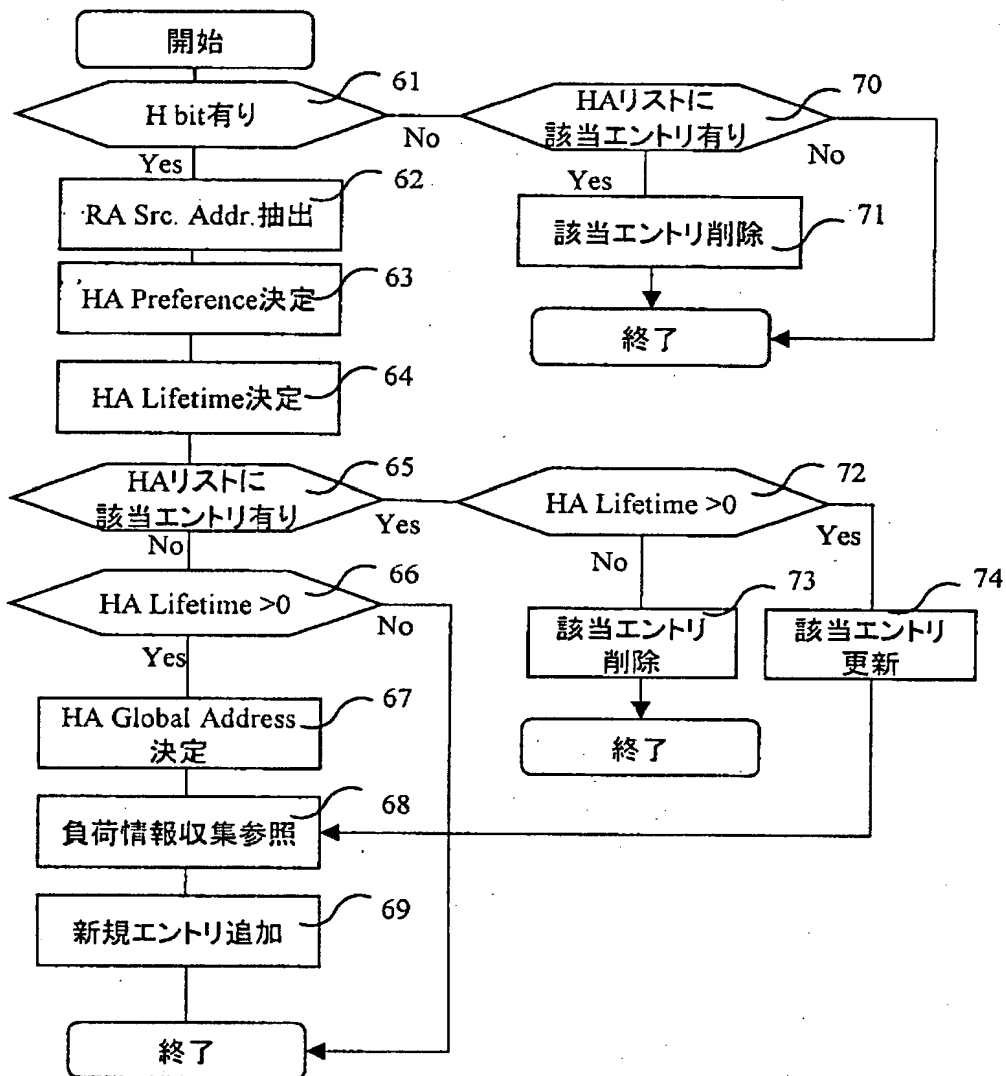 開始
61
H bit有り
No
Yes
70
HAリストに
該当エントリ有り
No
Yes
62
RA Src. Addr.抽出
71
該当エントリ削除
63
HA Preference決定
終了
64
HA Lifetime決定
65
HAリストに
該当エントリ有り
Yes
No
72
HA Lifetime >0
Yes
No
66
HA Lifetime >0
No
Yes
73
該当エントリ
削除
74
該当エントリ
更新
67
HA Global Address
決定
終了
68
負荷情報収集参照
69
新規エントリ追加
終了